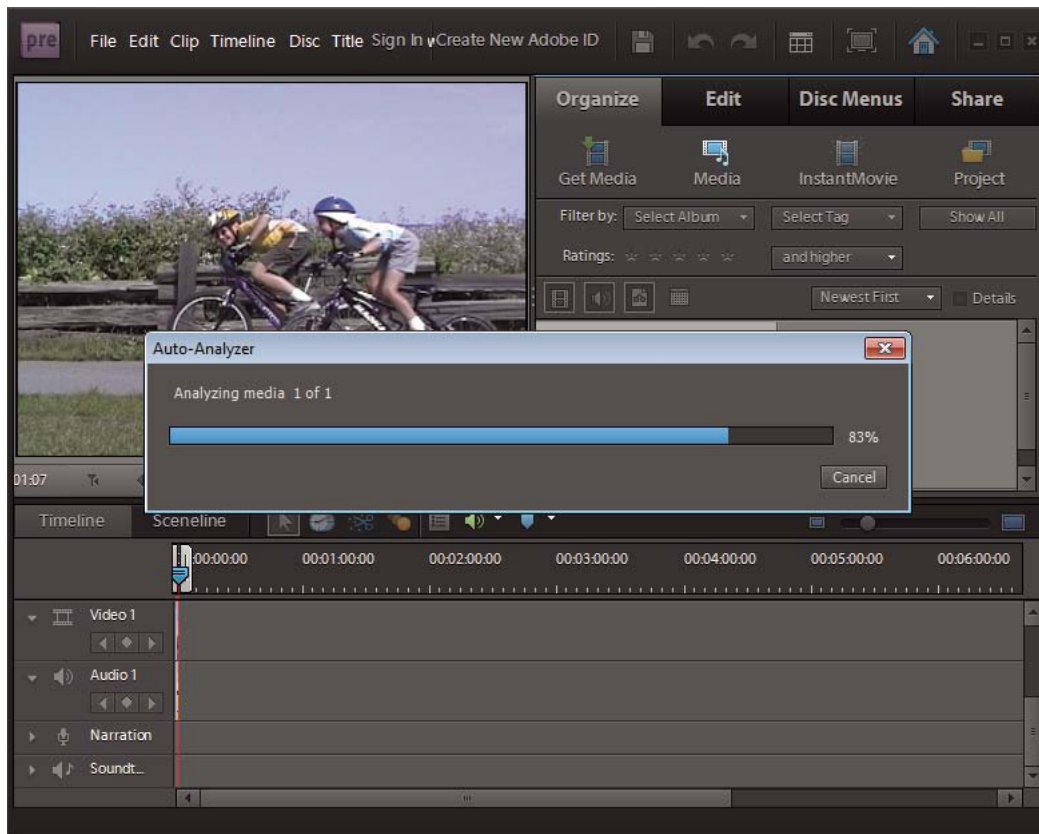 pre File Edit Clip Timeline Disc Title Sign In Create New Adobe ID
Organize Edit Disc Menus Share
Get Media Media InstantMovie Project
Filter by: Select Album Select Tag Show All
Ratings: and higher
Newest First Details
Auto-Analyzer
Analyzing media 1 of 1
83%
Cancel
01:07
Timeline Sceneline
:00:00:00 00:01:00:00 00:02:00:00 00:03:00:00 00:04:00:00 00:05:00:00 00:06:00:00
Video 1
Audio 1
Narration
Soundt...